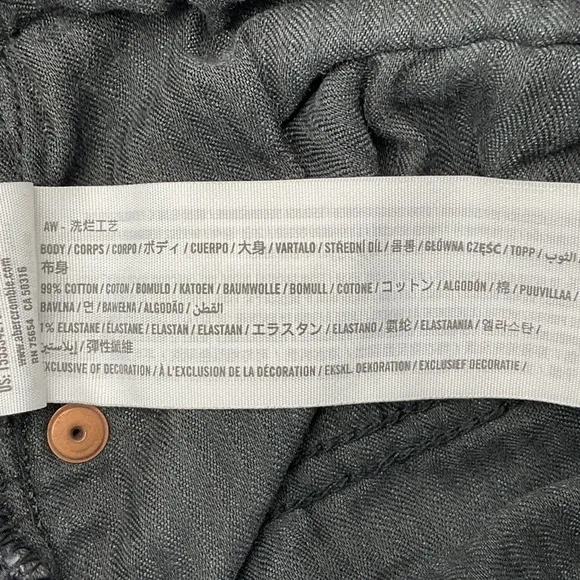 AW - 洗烂工艺
BODY / CORPS / CORPO / ボディ / CUERPO / 大身 / VARTALO / STŘEDNÍ DÍL / 몸통 / GŁÓWNA CZĘŚĆ / TOPP / الثوب /
布身
99% COTTON / COTON / BOMULD / KATOEN / BAUMWOLLE / BOMULL / COTONE / コットン / ALGODÓN / 棉 / PUUVILLAA /
BAVLNA / 면 / BAWEŁNA / ALGODÃO / القطن /
1% ELASTANE / ÉLASTANE / ELASTAN / ELASTAAN / エラスタン / ELASTANO / 氨纶 / ELASTAANIA / 엘라스탄 /
إيلاستين / 彈性纖維
XCLUSIVE OF DECORATION / À L'EXCLUSION DE LA DÉCORATION / EKSKL. DEKORATION / EXCLUSIEF DECORATIE /
www.abercrombie.com
RN 75654 CA 50316